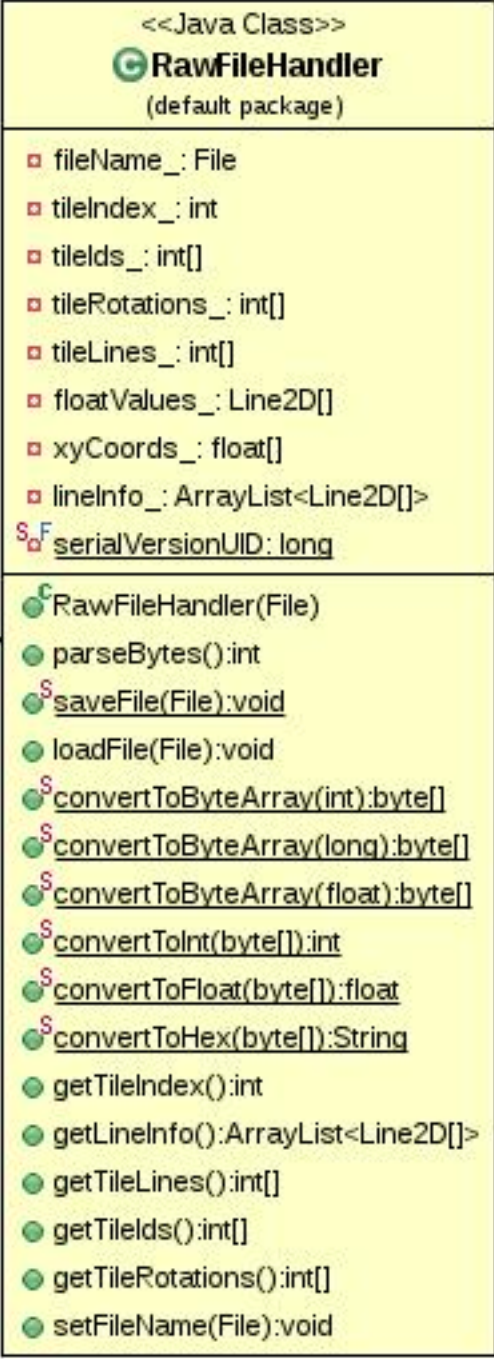 <<Java Class>>
C RawFileHandler
(default package)
fileName_: File
tileIndex_: int
tileIds_: int[]
tileRotations_: int[]
tileLines_: int[]
floatValues_: Line2D[]
xyCoords_: float[]
lineInfo_: ArrayList<Line2D[]>
S F serialVersionUID: long
C RawFileHandler(File)
parseBytes():int
S saveFile(File):void
loadFile(File):void
S convertToByteArray(int):byte[]
S convertToByteArray(long):byte[]
S convertToByteArray(float):byte[]
S convertToInt(byte[]):int
S convertToFloat(byte[]):float
S convertToHex(byte[]):String
getTileIndex():int
getLineInfo():ArrayList<Line2D[]>
getTileLines():int[]
getTileIds():int[]
getTileRotations():int[]
setFileName(File):void